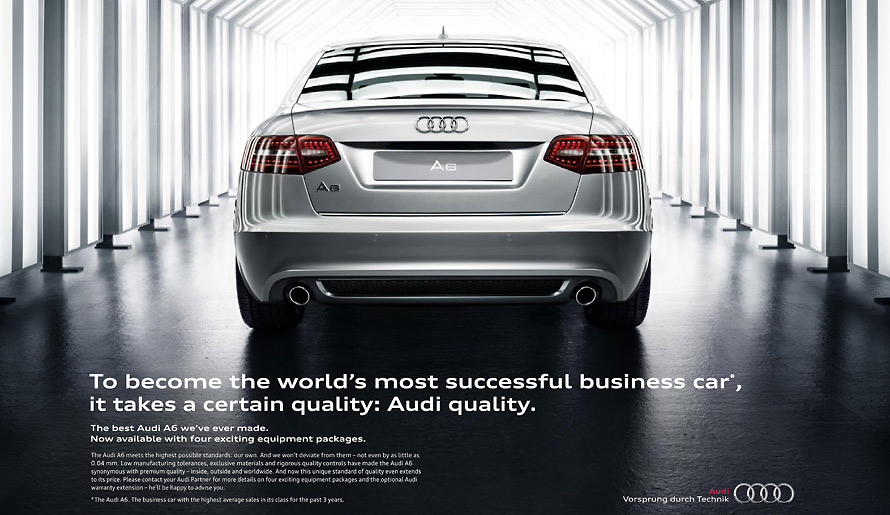 A6
A6
To become the world's most successful business car*,
it takes a certain quality: Audi quality.
The best Audi A6 we've ever made.
Now available with four exciting equipment packages.
The Audi A6 meets the highest possible standards: our own. And we won't deviate from them – not even by as little as
0.04 mm. Low manufacturing tolerances, exclusive materials and rigorous quality controls have made the Audi A6
synonymous with premium quality – inside, outside and worldwide. And now this unique standard of quality even extends
to its price. Please contact your Audi Partner for more details on four exciting equipment packages and the optional Audi
warranty extension – he'll be happy to advise you.
* The Audi A6. The business car with the highest average sales in its class for the past 3 years.
Audi
Vorsprung durch Technik